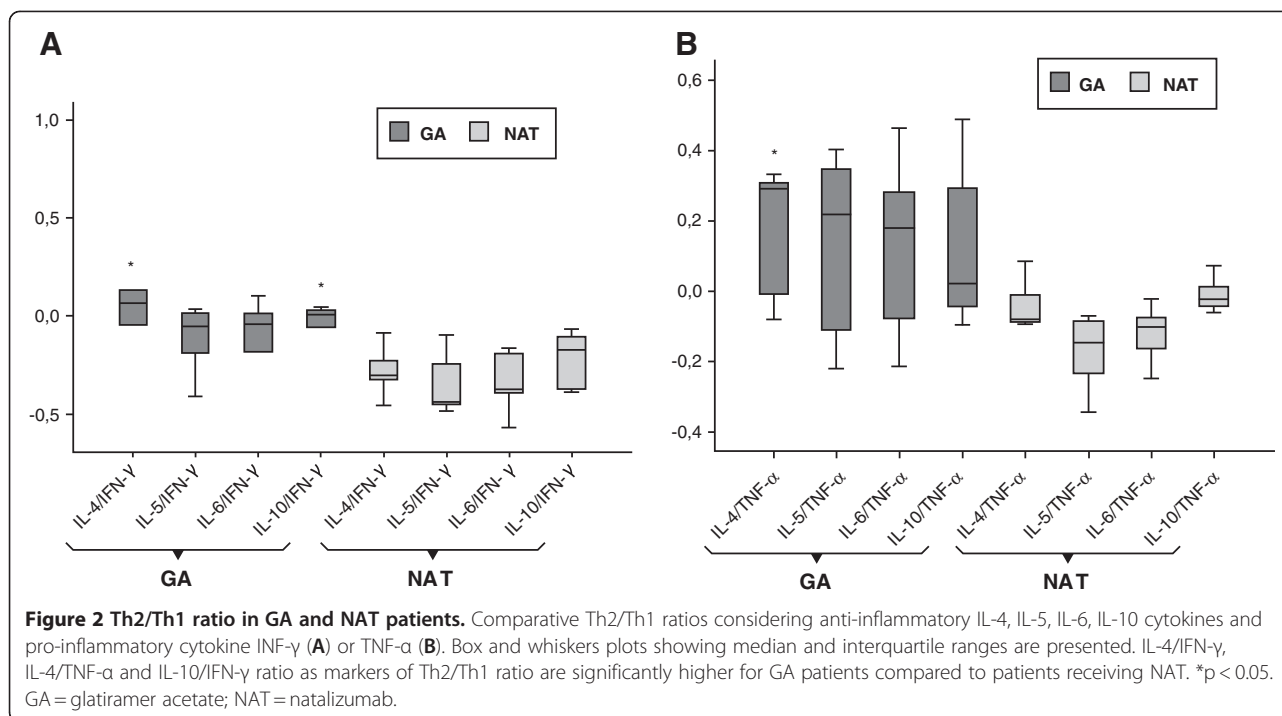 A
GA NAT
1,0
0,5
0,0
-0,5
*
*
IL-4/IFN-γ
IL-5/IFN-γ
IL-6/IFN-γ
IL-10/IFN-γ
IL-4/IFN-γ
IL-5/IFN-γ
IL-6/IFN-γ
IL-10/IFN-γ
GA
NAT
B
GA NAT
0,6
0,4
0,2
0,0
-0,2
-0,4
*
IL-4/TNF-α
IL-5/TNF-α
IL-6/TNF-α
IL-10/TNF-α
IL-4/TNF-α
IL-5/TNF-α
IL-6/TNF-α
IL-10/TNF-α
GA
NAT
Figure 2 Th2/Th1 ratio in GA and NAT patients. Comparative Th2/Th1 ratios considering anti-inflammatory IL-4, IL-5, IL-6, IL-10 cytokines and
pro-inflammatory cytokine INF-γ (A) or TNF-α (B). Box and whiskers plots showing median and interquartile ranges are presented. IL-4/IFN-γ,
IL-4/TNF-α and IL-10/IFN-γ ratio as markers of Th2/Th1 ratio are significantly higher for GA patients compared to patients receiving NAT. *p < 0.05.
GA = glatiramer acetate; NAT = natalizumab.